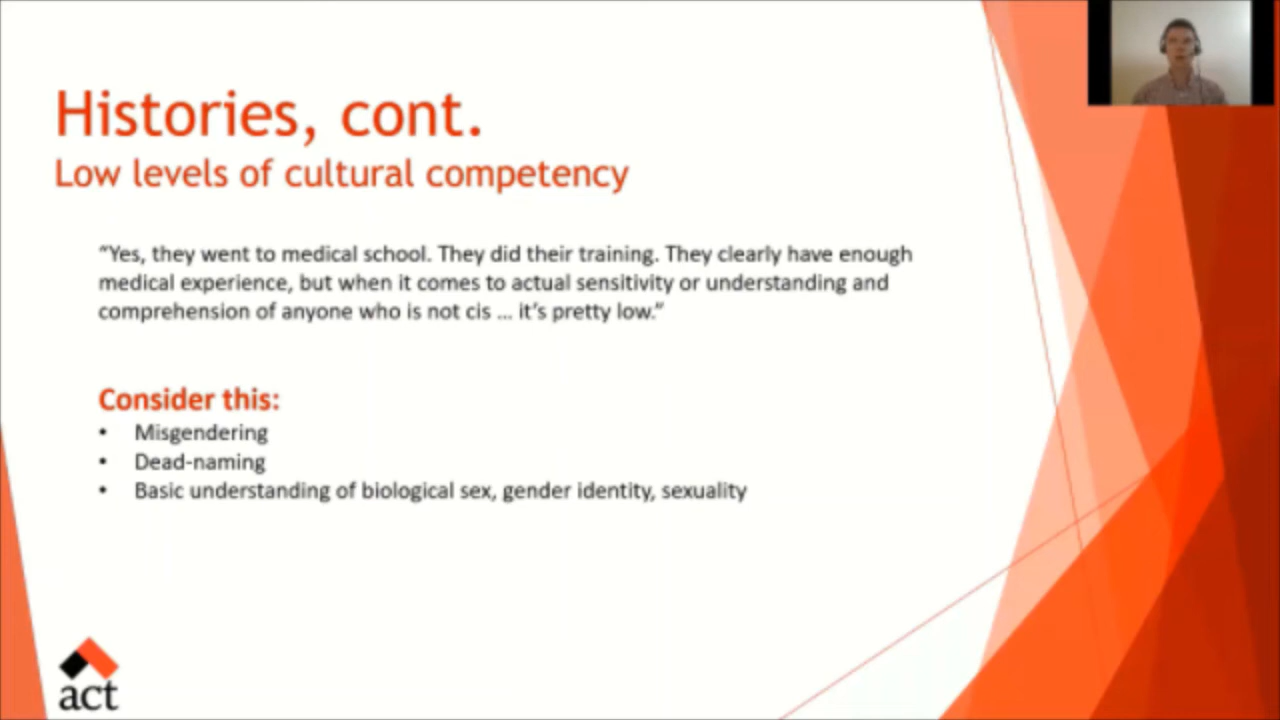 Histories, cont.
Low levels of cultural competency
“Yes, they went to medical school. They did their training. They clearly have enough
medical experience, but when it comes to actual sensitivity or understanding and
comprehension of anyone who is not cis … it’s pretty low.”
Consider this:
• Misgendering
• Dead-naming
• Basic understanding of biological sex, gender identity, sexuality
act